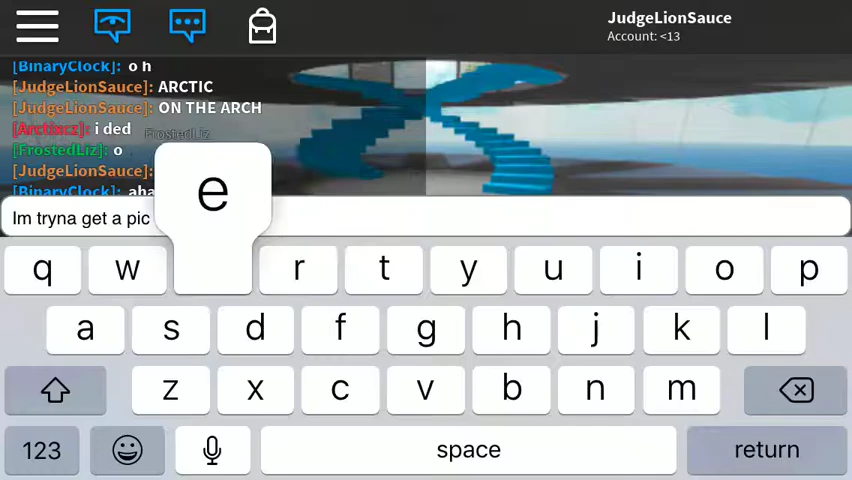 JudgeLionSauce
Account: <13
[BinaryClock]: o h
[JudgeLionSauce]: ARCTIC
[JudgeLionSauce]: ON THE ARCH
[Arcticxz]: i ded
FrostedLiz
[FrostedLiz]: o
[JudgeLionSauce]:
[BinaryClock]: aha
Im tryna get a pic
e
q w r t y u i o p
a s d f g h j k l
z x c v b n m
123 space return